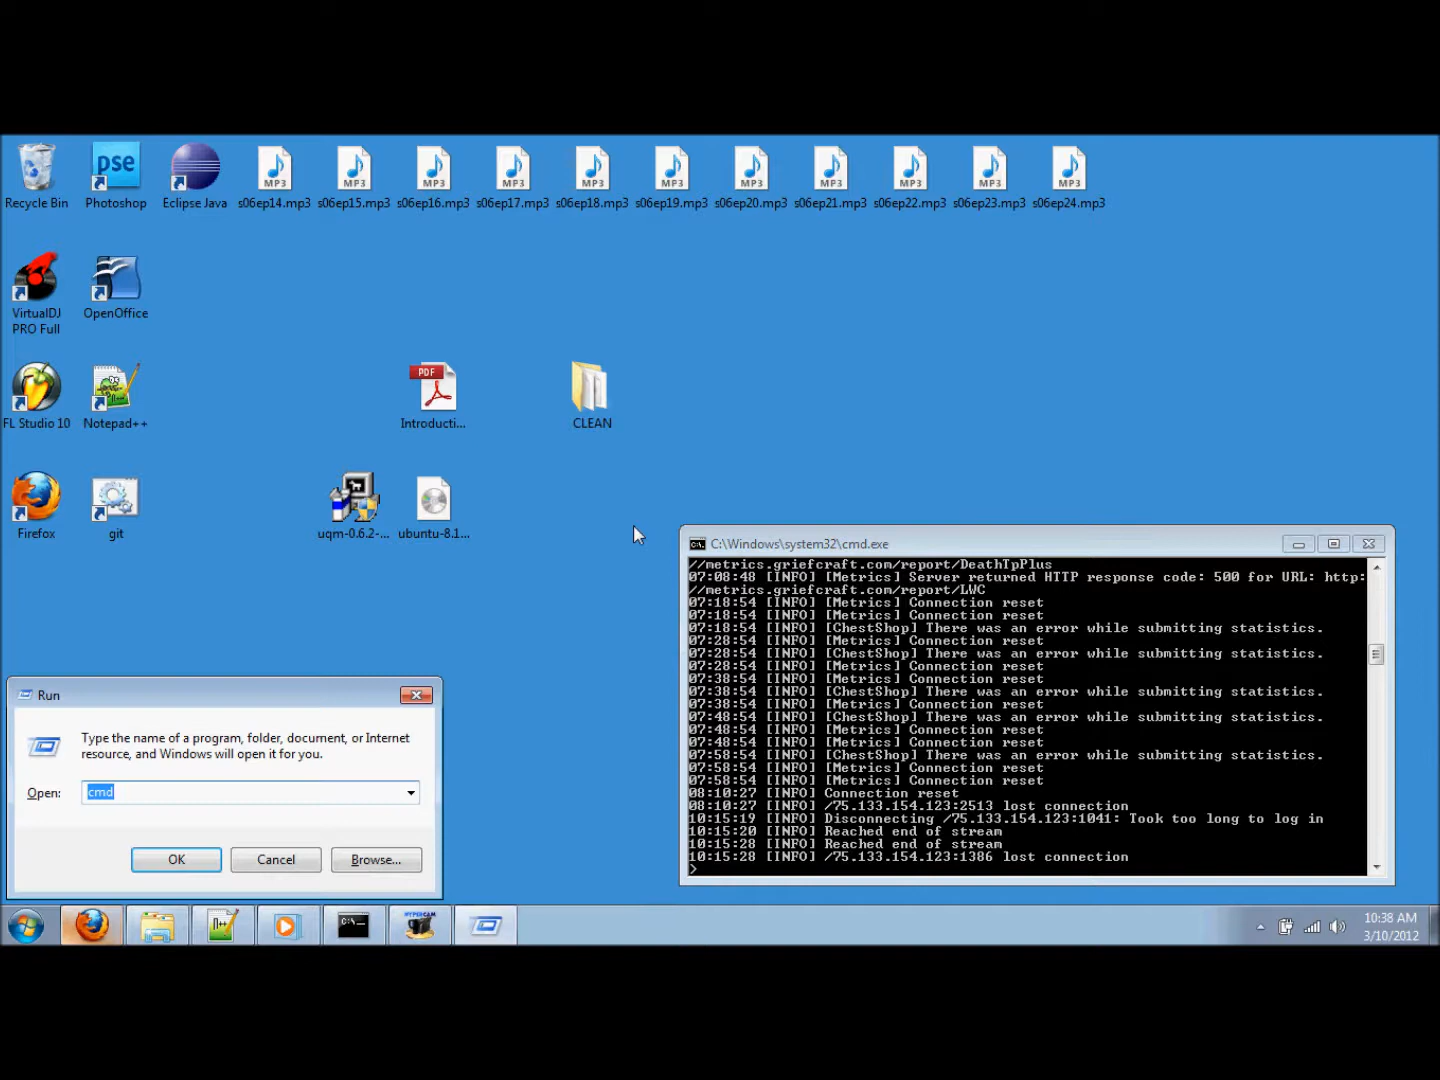 pse
MP3 MP3 MP3 MP3 MP3 MP3 MP3 MP3 MP3 MP3 MP3
Recycle Bin Photoshop Eclipse Java s06ep14.mp3 s06ep15.mp3 s06ep16.mp3 s06ep17.mp3 s06ep18.mp3 s06ep19.mp3 s06ep20.mp3 s06ep21.mp3 s06ep22.mp3 s06ep23.mp3 s06ep24.mp3
VirtualDJ
PRO Full
OpenOffice
PDF
FL Studio 10 Notepad++ Introducti... CLEAN
Firefox git uqm-0.6.2-... ubuntu-8.1...
C:\Windows\system32\cmd.exe
//metrics.griefcraft.com/report/DeathTpPlus
07:08:48 [INFO] [Metrics] Server returned HTTP response code: 500 for URL: http:
//metrics.griefcraft.com/report/LWC
07:18:54 [INFO] [Metrics] Connection reset
07:18:54 [INFO] [Metrics] Connection reset
07:18:54 [INFO] [ChestShop] There was an error while submitting statistics.
07:28:54 [INFO] [Metrics] Connection reset
07:28:54 [INFO] [ChestShop] There was an error while submitting statistics.
07:28:54 [INFO] [Metrics] Connection reset
07:38:54 [INFO] [Metrics] Connection reset
07:38:54 [INFO] [ChestShop] There was an error while submitting statistics.
07:38:54 [INFO] [Metrics] Connection reset
07:48:54 [INFO] [ChestShop] There was an error while submitting statistics.
07:48:54 [INFO] [Metrics] Connection reset
07:48:54 [INFO] [Metrics] Connection reset
07:58:54 [INFO] [ChestShop] There was an error while submitting statistics.
07:58:54 [INFO] [Metrics] Connection reset
07:58:54 [INFO] [Metrics] Connection reset
08:10:27 [INFO] Connection reset
08:10:27 [INFO] /75.133.154.123:2513 lost connection
10:15:19 [INFO] Disconnecting /75.133.154.123:1041: Took too long to log in
10:15:20 [INFO] Reached end of stream
10:15:28 [INFO] Reached end of stream
10:15:28 [INFO] /75.133.154.123:1386 lost connection
>
Run
Type the name of a program, folder, document, or Internet
resource, and Windows will open it for you.
Open: cmd
OK Cancel Browse...
HYPERCAM
10:38 AM
3/10/2012